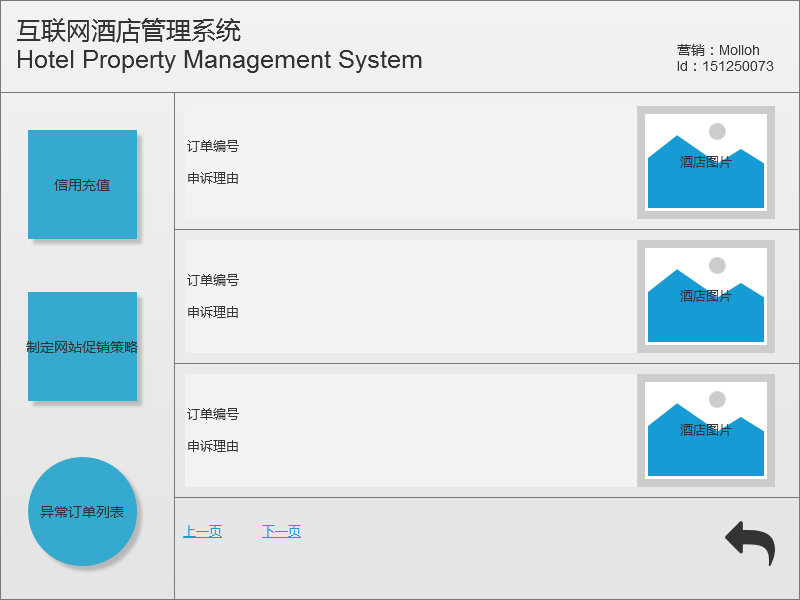 互联网酒店管理系统
Hotel Property Management System
营销：Molloh
Id：151250073
信用充值
制定网站促销策略
异常订单列表
订单编号
申诉理由
酒店图片
订单编号
申诉理由
酒店图片
订单编号
申诉理由
酒店图片
上一页
下一页